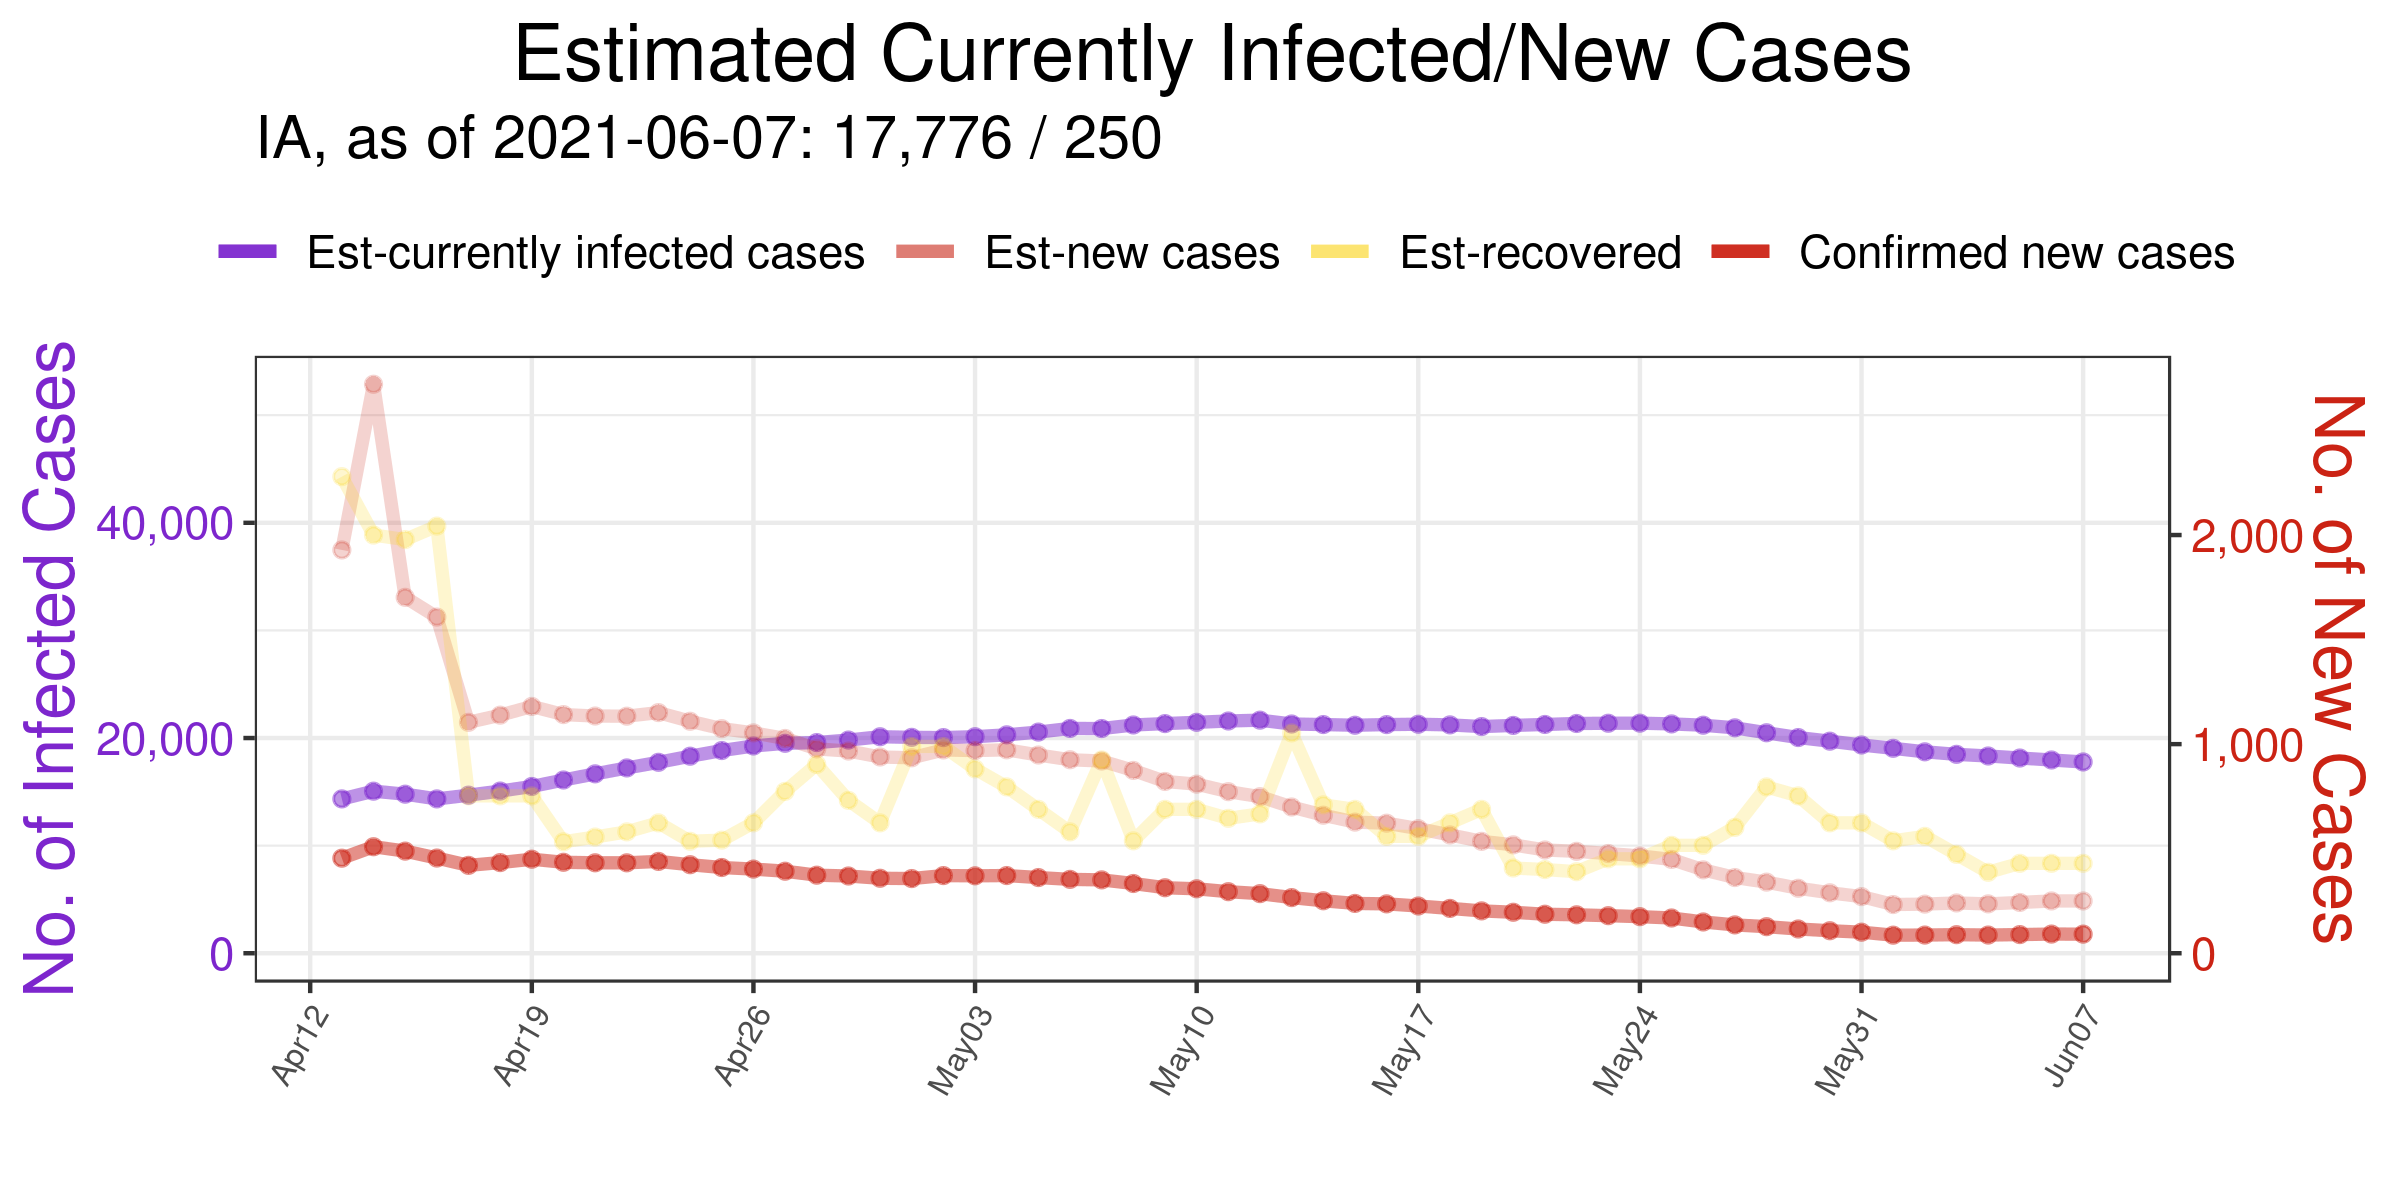 Estimated Currently Infected/New Cases
IA, as of 2021-06-07: 17,776 / 250
Est-currently infected cases Est-new cases Est-recovered Confirmed new cases
No. of Infected Cases
40,000
20,000
0
2,000
1,000
0
No. of New Cases
Apr12 Apr19 Apr26 May03 May10 May17 May24 May31 Jun07